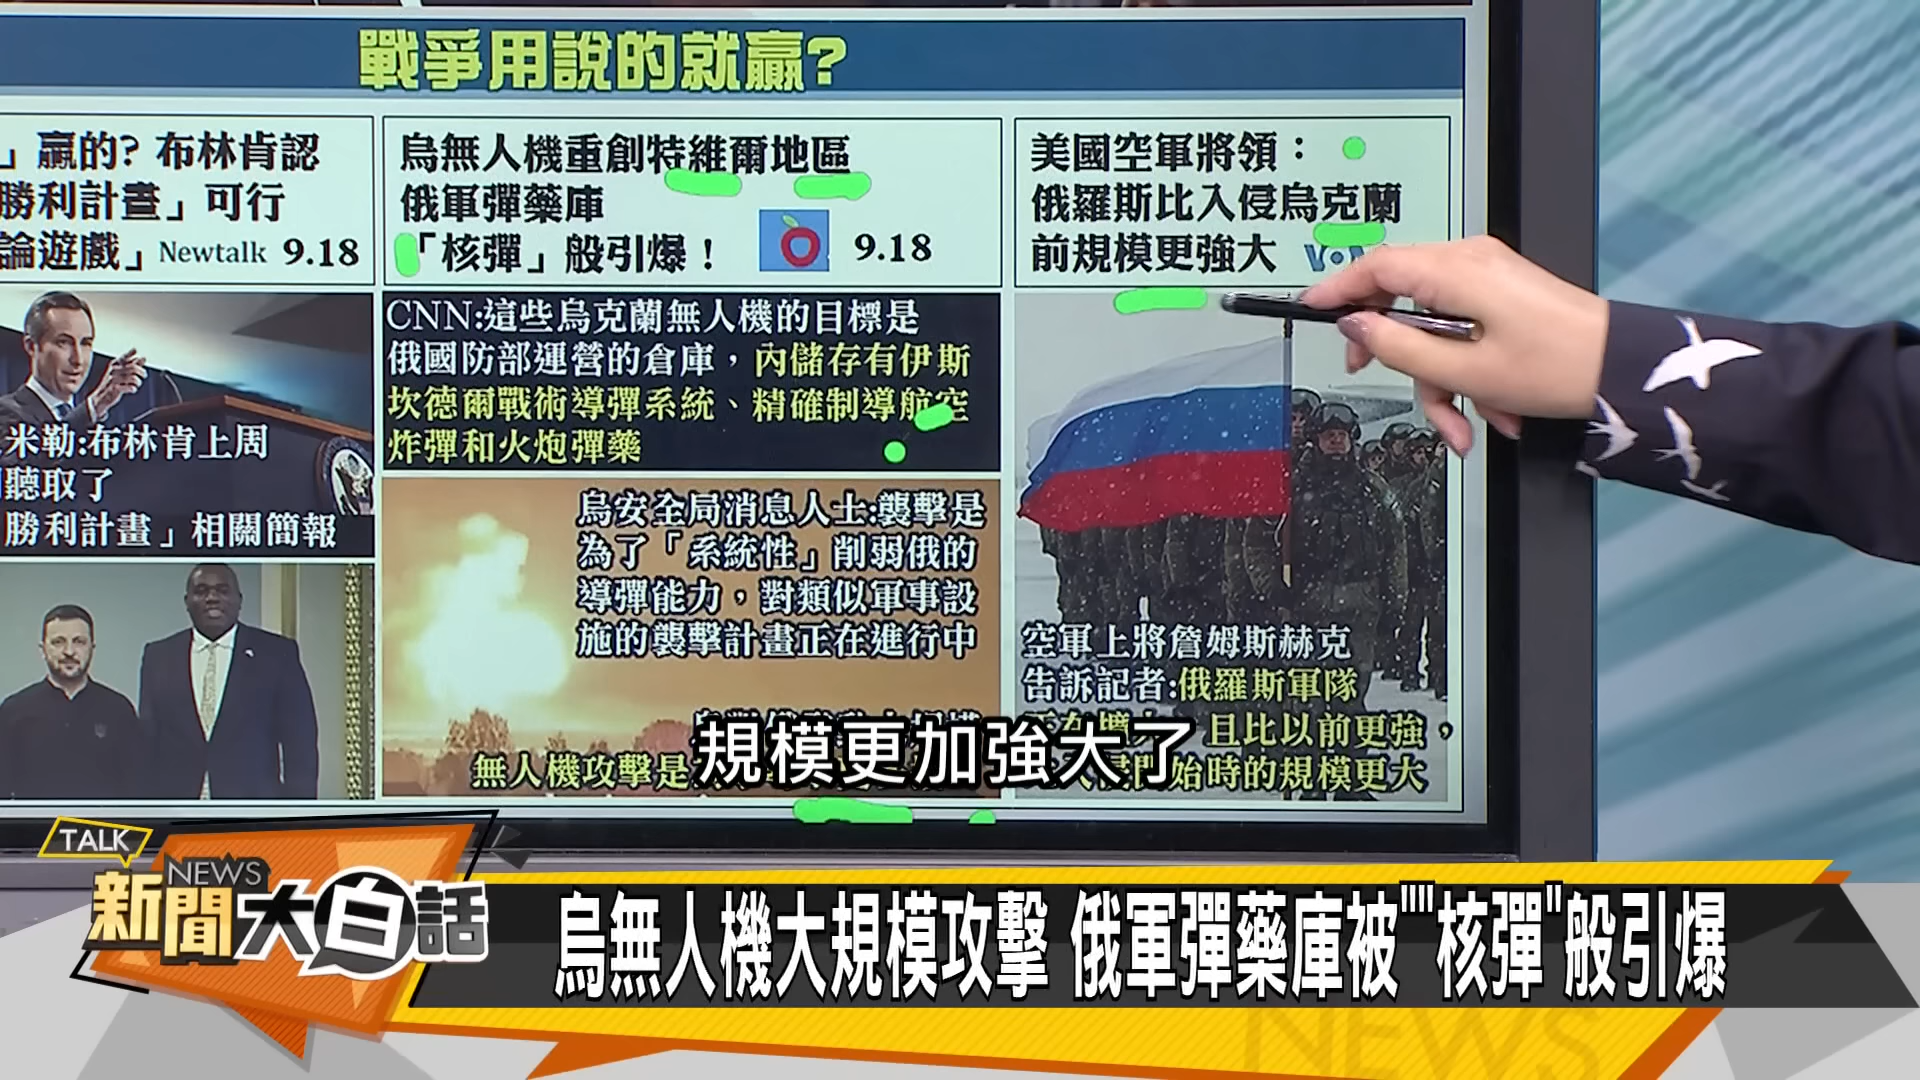 戰爭用說的就贏?
」贏的? 布林肯認
勝利計畫」可行
論遊戲」Newtalk 9.18
烏無人機重創特維爾地區
俄軍彈藥庫
「核彈」般引爆! 9.18
美國空軍將領:
俄羅斯比入侵烏克蘭
前規模更強大
CNN:這些烏克蘭無人機的目標是
俄國防部運營的倉庫,內儲存有伊斯
坎德爾戰術導彈系統、精確制導航空
炸彈和火炮彈藥
米勒:布林肯上周
聽取了
勝利計畫」相關簡報
烏安全局消息人士:襲擊是
為了「系統性」削弱俄的
導彈能力,對類似軍事設
施的襲擊計畫正在進行中
無人機攻擊是
空軍上將詹姆斯赫克
告訴記者:俄羅斯軍隊
且比以前更強,
始時的規模更大
規模更加強大了
TALK
NEWS
新聞大白話
烏無人機大規模攻擊 俄軍彈藥庫被""核彈"般引爆
NEWS